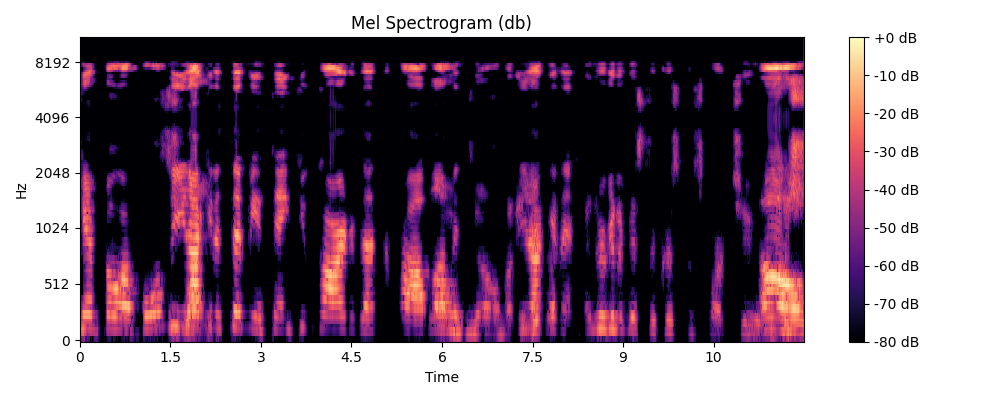 Mel Spectrogram (db)
8192
4096
2048
1024
512
0
Hz
0 1.5 3 4.5 6 7.5 9 10
Time
+0 dB
-10 dB
-20 dB
-30 dB
-40 dB
-50 dB
-60 dB
-70 dB
-80 dB